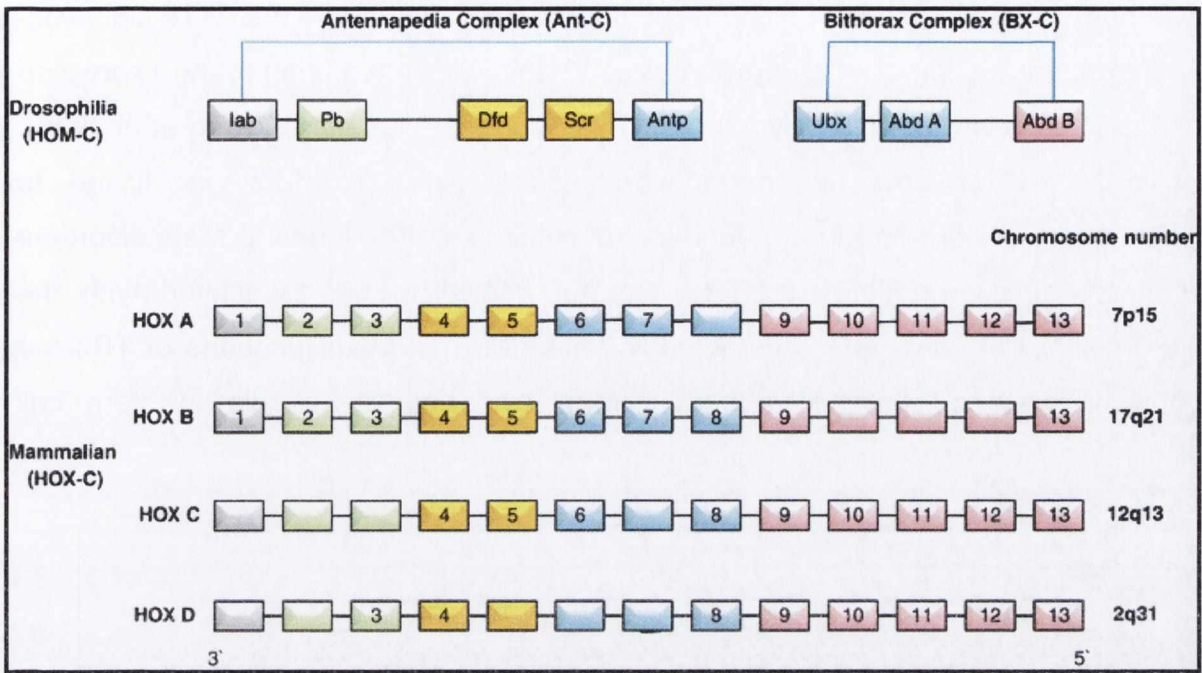 Antennapedia Complex (Ant-C) Bithorax Complex (BX-C)
Drosophilia
(HOM-C)
lab Pb Dfd Scr Antp Ubx Abd A Abd B
Chromosome number
HOX A 1 2 3 4 5 6 7 9 10 11 12 13 7p15
HOX B 1 2 3 4 5 6 7 8 9 13 17q21
Mammalian
(HOX-C)
HOX C 4 5 6 8 9 10 11 12 13 12q13
HOX D 3 4 8 9 10 11 12 13 2q31
3` 5`